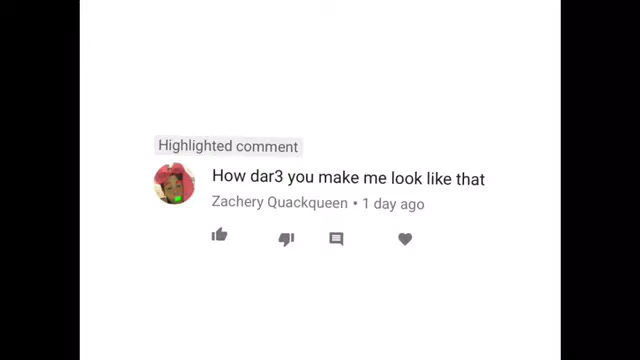 Highlighted comment
How dar3 you make me look like that
Zachery Quackqueen • 1 day ago